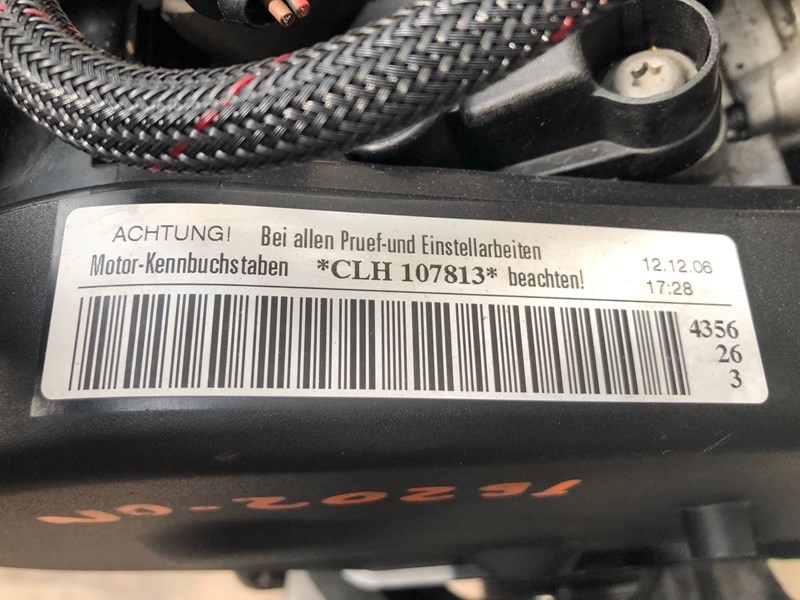 ACHTUNG! Bei allen Pruef-und Einstellarbeiten
Motor-Kennbuchstaben *CLH 107813* beachten!
12.12.06
17:28
4356
26
3